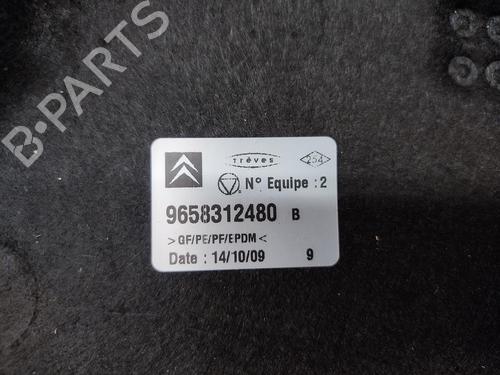 B-PARTS
Trèves
254
N° Equipe : 2
9658312480 B
>GF/PE/PF/EPDM<
Date : 14/10/09 9